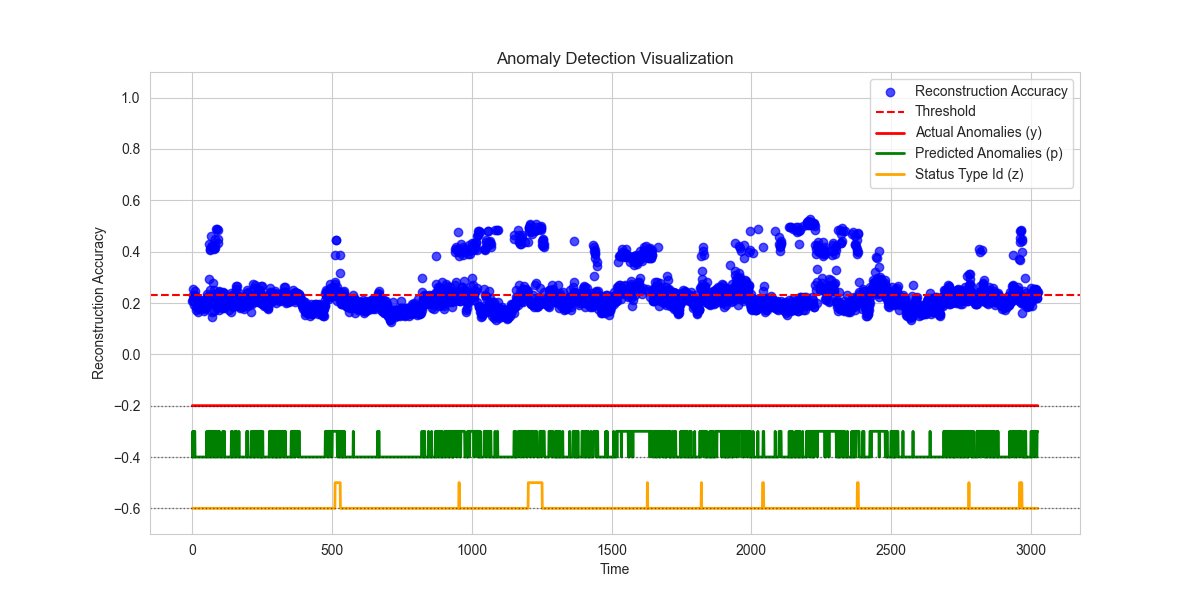 Anomaly Detection Visualization
Reconstruction Accuracy
Threshold
Actual Anomalies (y)
Predicted Anomalies (p)
Status Type Id (z)
Reconstruction Accuracy
1.0
0.8
0.6
0.4
0.2
0.0
−0.2
−0.4
−0.6
0 500 1000 1500 2000 2500 3000
Time